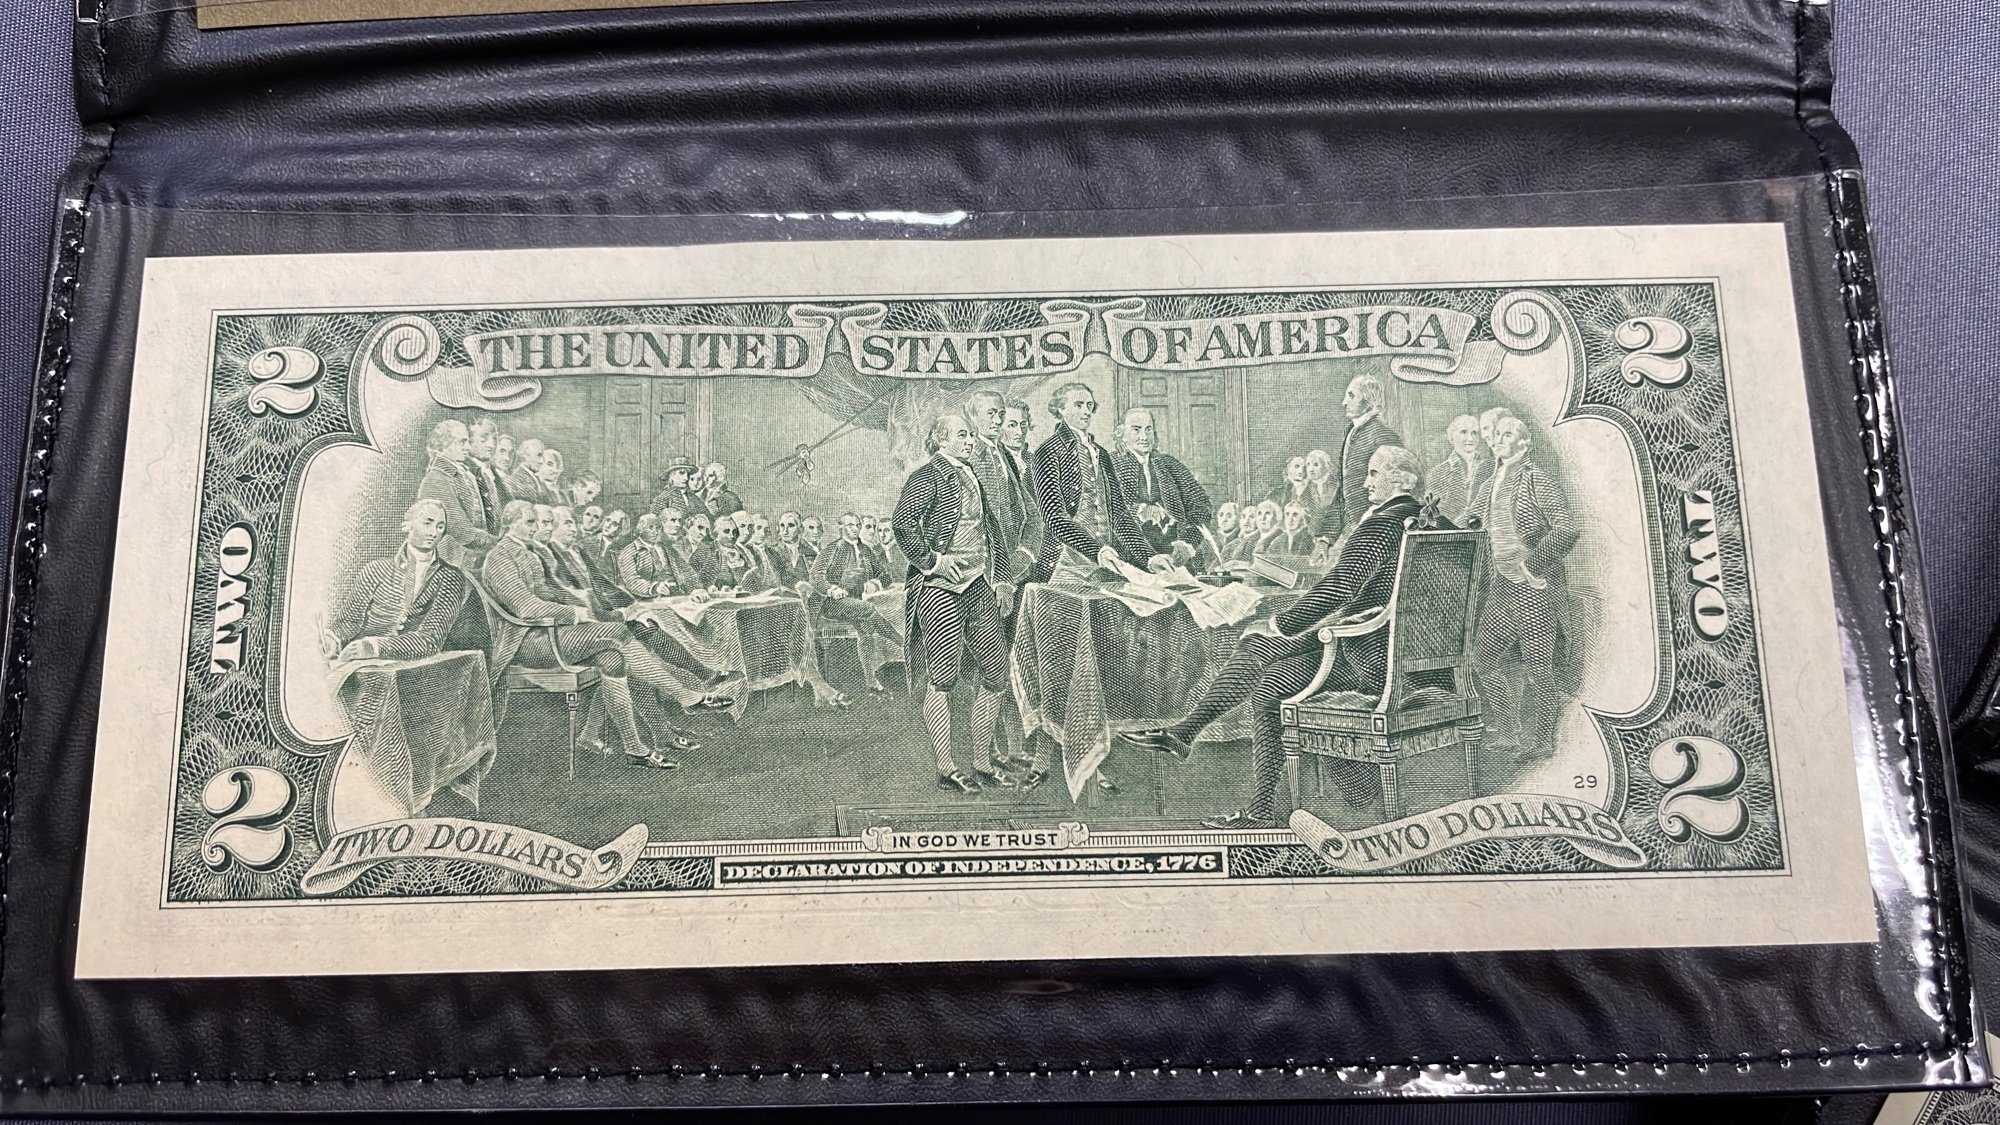 THE UNITED STATES OF AMERICA
2
2
TWO
TWO
29
2
2
TWO DOLLARS
TWO DOLLARS
IN GOD WE TRUST
DECLARATION OF INDEPENDENCE, 1776